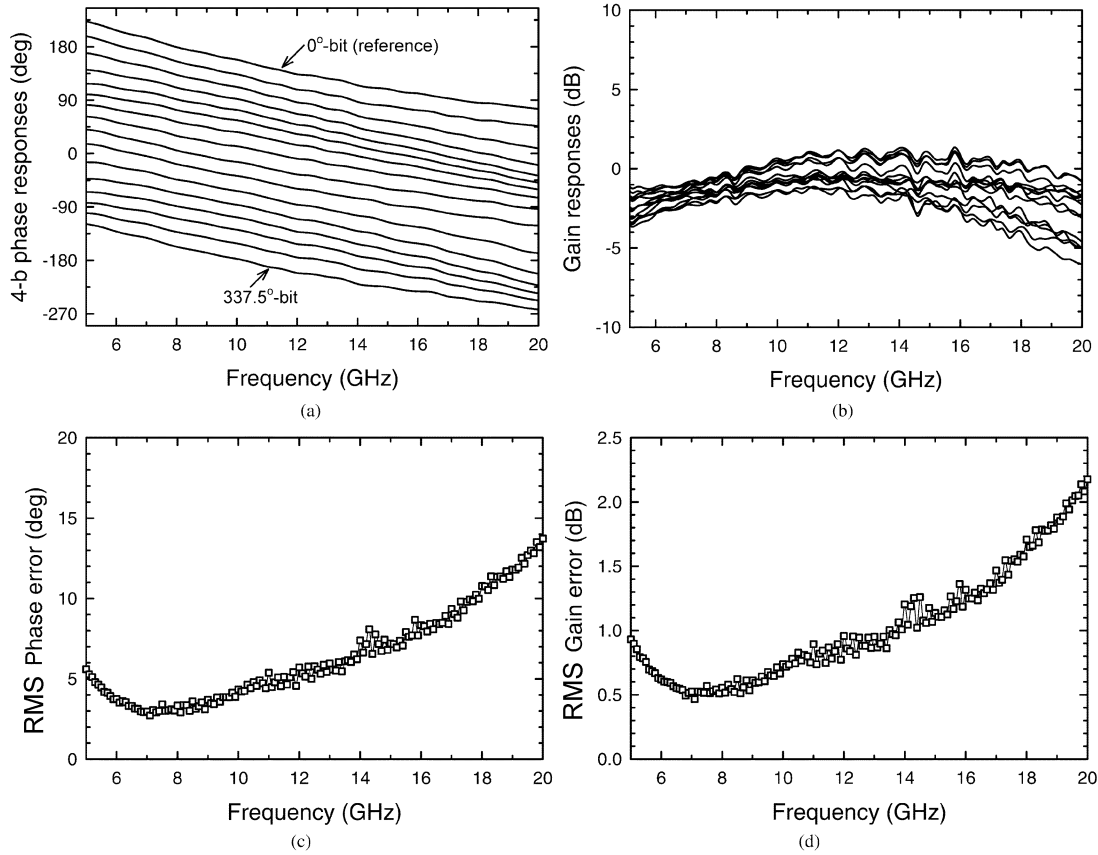 4-b phase responses (deg)
180
90
0
-90
-180
-270
0°-bit (reference)
337.5°-bit
6 8 10 12 14 16 18 20
Frequency (GHz)
(a)
Gain responses (dB)
10
5
0
-5
-10
6 8 10 12 14 16 18 20
Frequency (GHz)
(b)
RMS Phase error (deg)
20
15
10
5
0
6 8 10 12 14 16 18 20
Frequency (GHz)
(c)
RMS Gain error (dB)
2.5
2.0
1.5
1.0
0.5
0.0
6 8 10 12 14 16 18 20
Frequency (GHz)
(d)